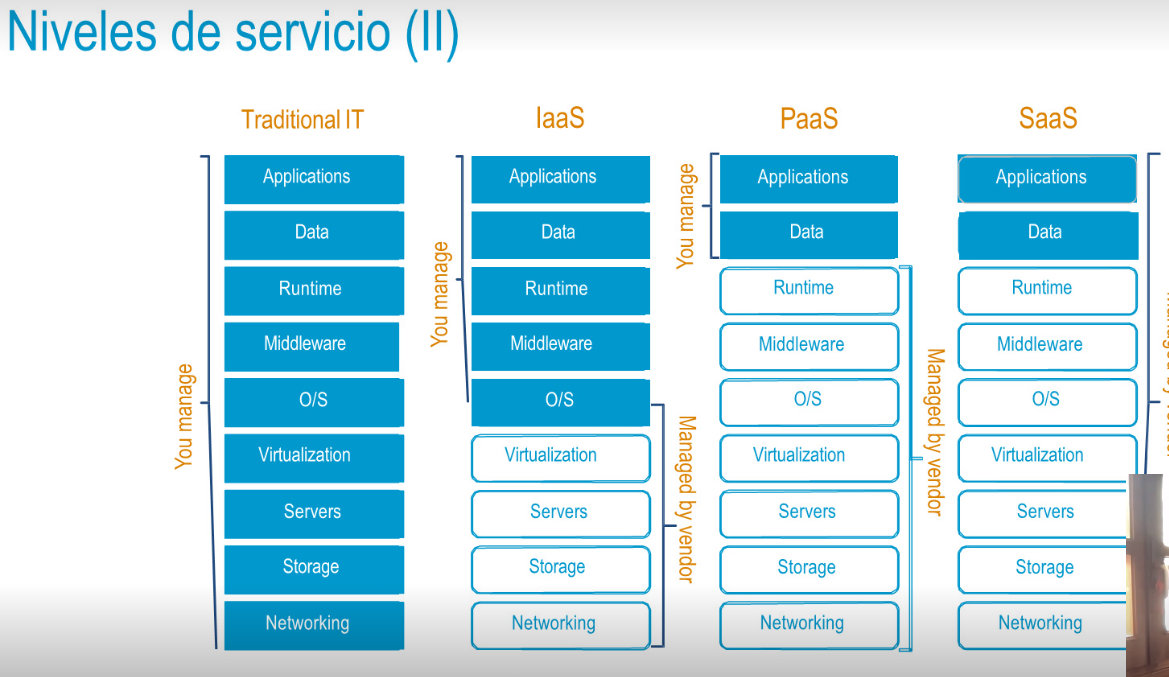 Niveles de servicio (II)
Traditional IT
You manage
Applications
Data
Runtime
Middleware
O/S
Virtualization
Servers
Storage
Networking
IaaS
You manage
Applications
Data
Runtime
Middleware
O/S
Virtualization
Servers
Storage
Networking
Managed by vendor
PaaS
You manage
Applications
Data
Runtime
Middleware
O/S
Virtualization
Servers
Storage
Networking
Managed by vendor
SaaS
Applications
Data
Runtime
Middleware
O/S
Virtualization
Servers
Storage
Networking